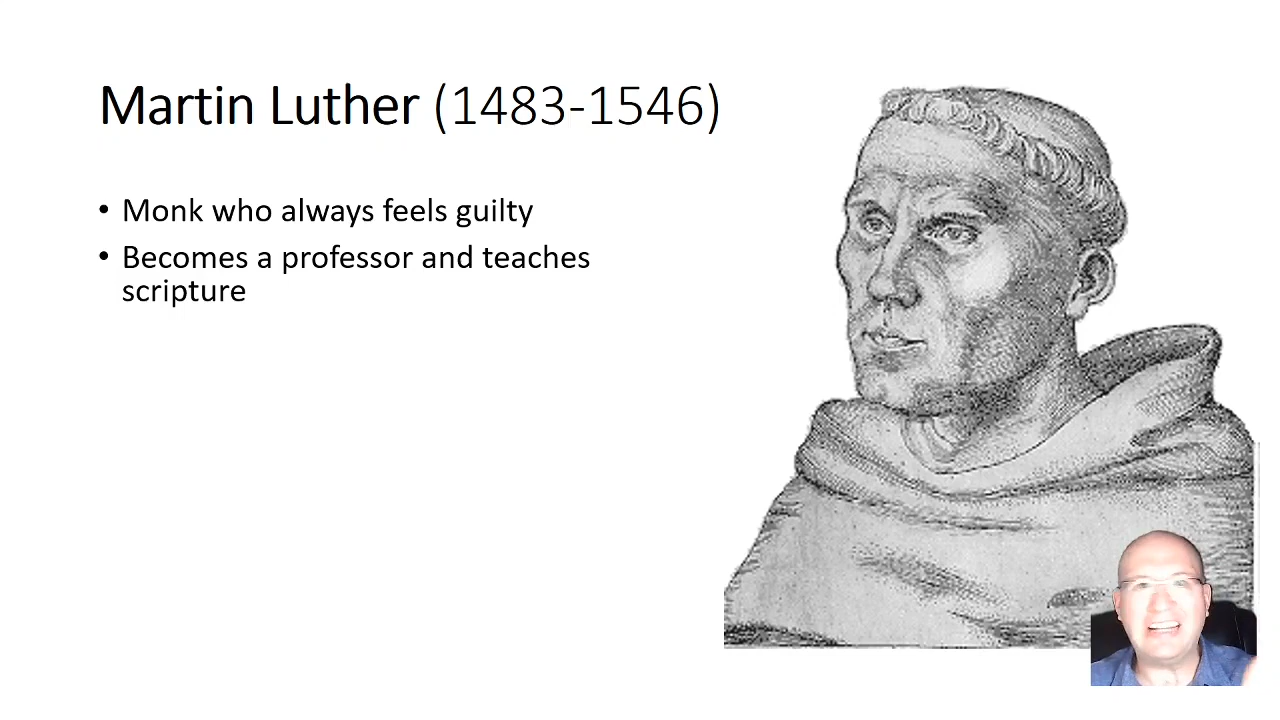 Martin Luther (1483-1546)
• Monk who always feels guilty
• Becomes a professor and teaches
scripture